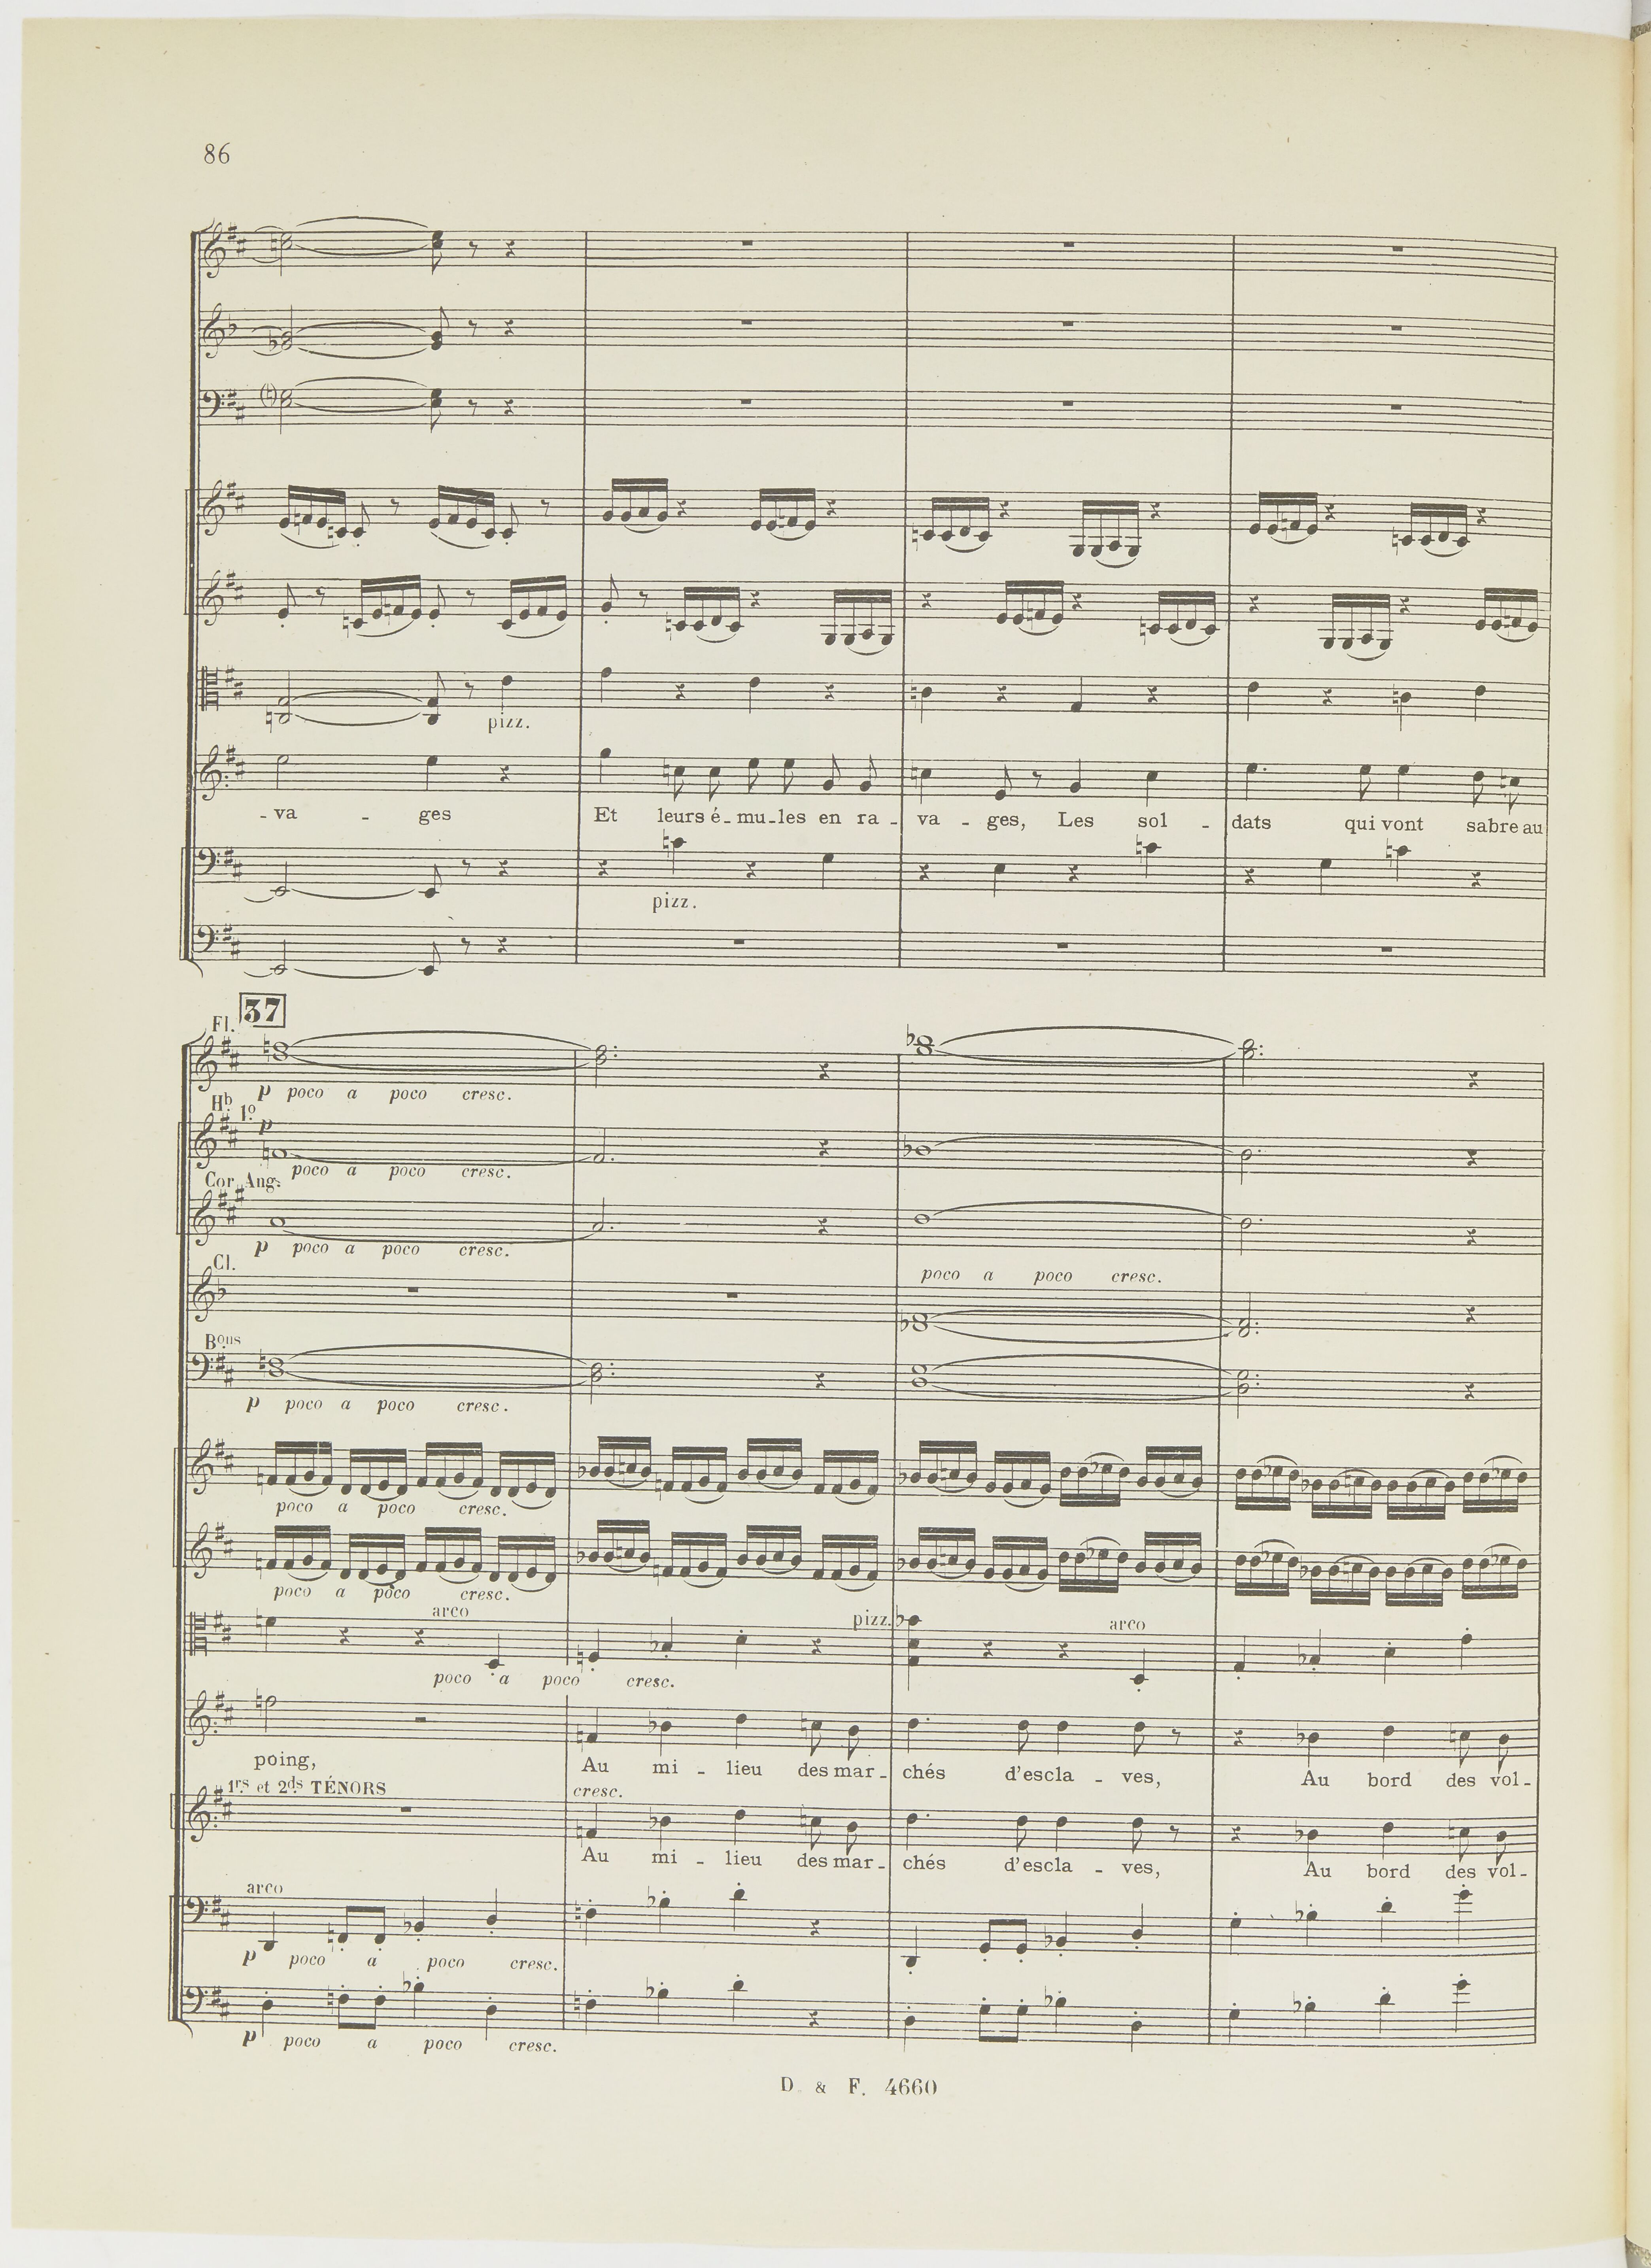 86
pizz.
- va - ges Et leurs é - mu - les en ra - va - ges, Les sol - dats qui vont sabre au
pizz.
37
Fl.
p poco a poco cresc.
Hb. 1º
p
poco a poco cresc.
Cor Ang.
p poco a poco cresc.
Cl.
poco a poco cresc.
Bons
p poco a poco cresc.
poco a poco cresc.
poco a poco cresc.
arco pizz. arco
poco a poco cresc.
poing, Au mi - lieu des mar - chés d'escla - ves, Au bord des vol -
1rs et 2ds TÉNORS cresc.
Au mi - lieu des mar - chés d'escla - ves, Au bord des vol -
arco
p poco a poco cresc.
p poco a poco cresc.
D. & F. 4660